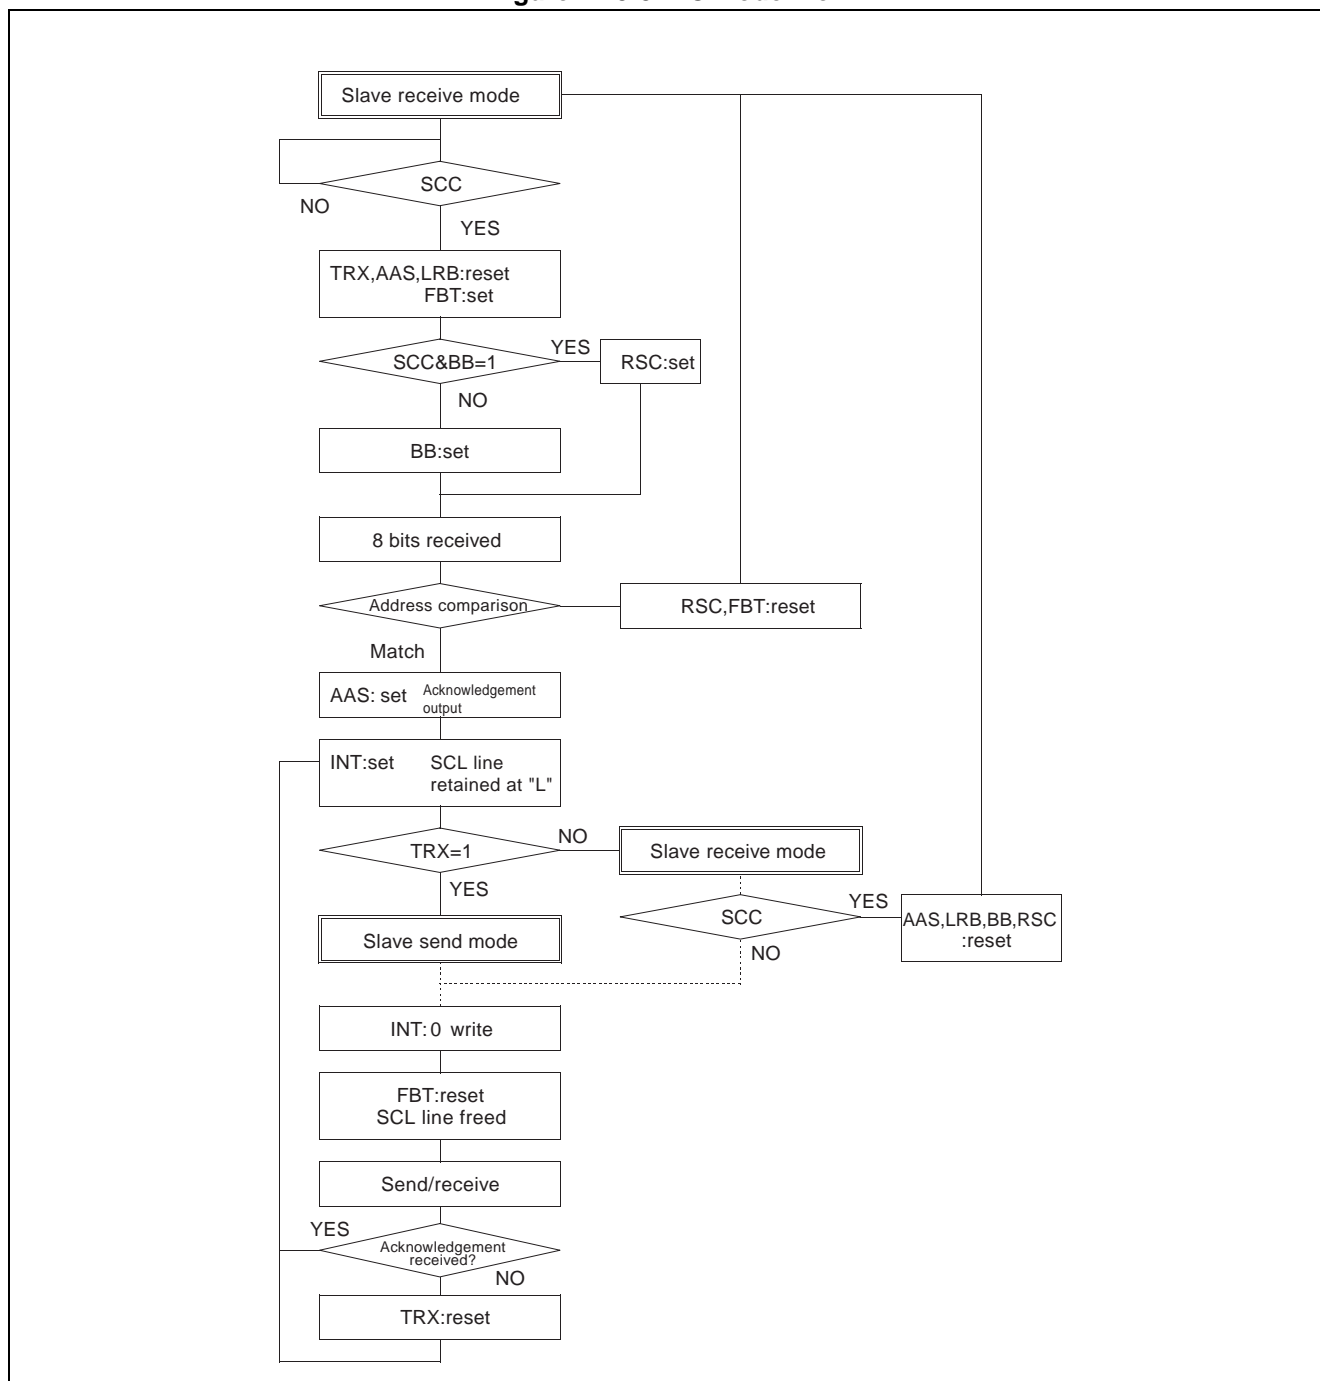 Slave receive mode
SCC
NO
YES
TRX,AAS,LRB:reset
FBT:set
SCC&BB=1
YES
RSC:set
NO
BB:set
8 bits received
Address comparison
RSC,FBT:reset
Match
AAS: set
Acknowledgement
output
INT:set
SCL line
retained at "L"
TRX=1
NO
Slave receive mode
YES
SCC
YES
AAS,LRB,BB,RSC
:reset
Slave send mode
NO
INT: 0 write
FBT:reset
SCL line freed
Send/receive
YES
Acknowledgement
received?
NO
TRX:reset